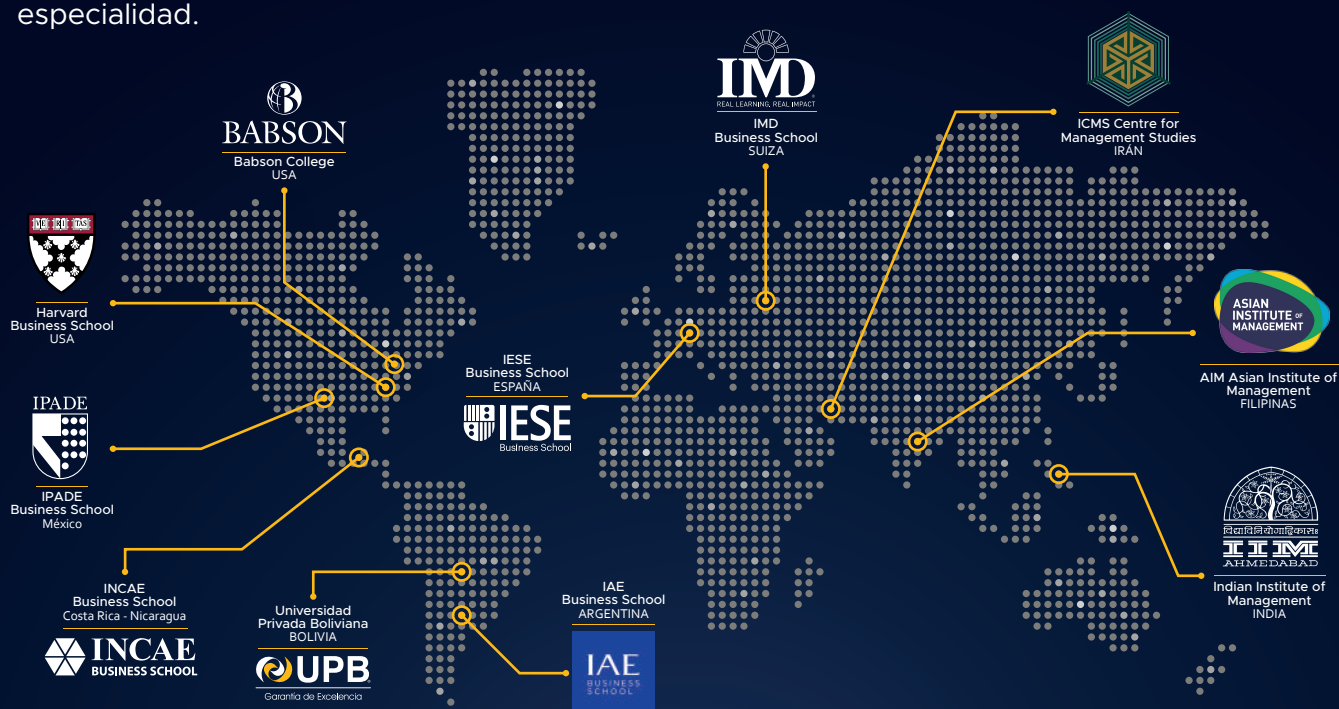 especialidad.
BABSON
Babson College
USA
IMD
REAL LEARNING, REAL IMPACT
IMD
Business School
SUIZA
ICMS Centre for
Management Studies
IRÁN
VE RI TAS
Harvard
Business School
USA
IPADE
IPADE
Business School
México
IESE
Business School
ESPAÑA
IESE
Business School
ASIAN
INSTITUTE OF
MANAGEMENT
AIM Asian Institute of
Management
FILIPINAS
विद्याविनियोगाद्विकासः
IIM
AHMEDABAD
Indian Institute of
Management
INDIA
INCAE
Business School
Costa Rica - Nicaragua
INCAE
BUSINESS SCHOOL
Universidad
Privada Boliviana
BOLIVIA
UPB
Garantía de Excelencia
IAE
Business School
ARGENTINA
IAE
BUSINESS
SCHOOL